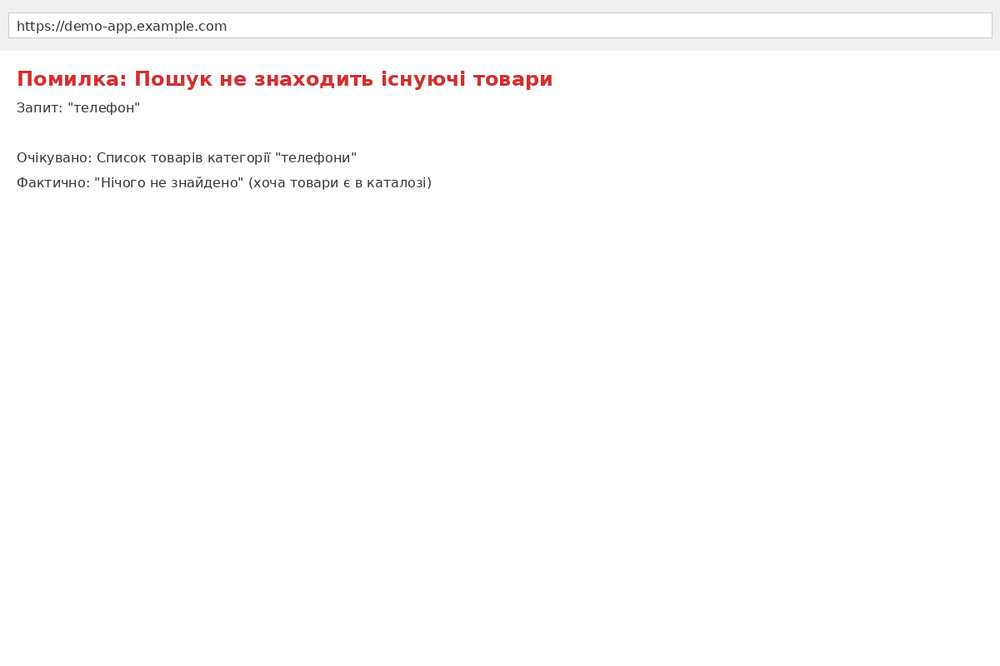 https://demo-app.example.com
Помилка: Пошук не знаходить існуючі товари
Запит: "телефон"
Очікувано: Список товарів категорії "телефони"
Фактично: "Нічого не знайдено" (хоча товари є в каталозі)